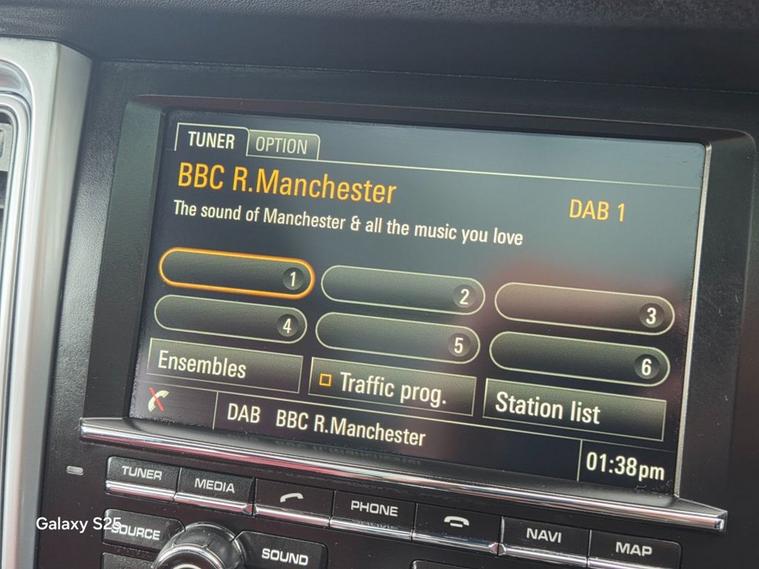 TUNER OPTION
BBC R.Manchester
DAB 1
The sound of Manchester & all the music you love
1 2 3
4 5 6
Ensembles Traffic prog. Station list
DAB BBC R.Manchester
01:38pm
TUNER MEDIA PHONE NAVI MAP
SOURCE SOUND
Galaxy S25